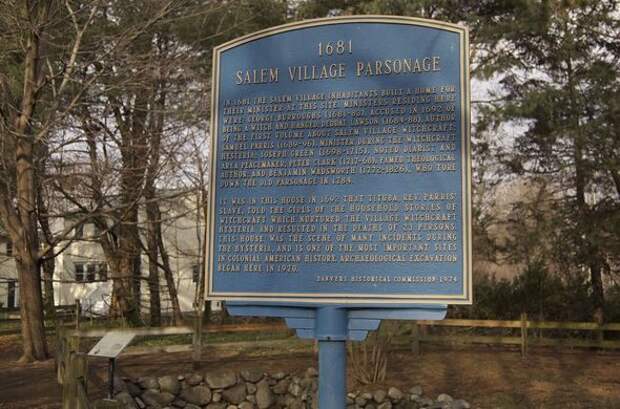 1681
SALEM VILLAGE PARSONAGE
IN 1681 THE SALEM VILLAGE INHABITANTS BUILT A HOME FOR
THEIR MINISTER AT THIS SITE. MINISTERS RESIDING HERE
WERE: GEORGE BURROUGHS (1681-83), ACCUSED IN 1692 OF
BEING A WITCH AND HANGED; DEODAT LAWSON (1684-88), AUTHOR
OF THE FIRST VOLUME ABOUT SALEM VILLAGE WITCHCRAFT;
SAMUEL PARRIS (1689-96), MINISTER DURING THE WITCHCRAFT
HYSTERIA; JOSEPH GREEN (1698-1715), NOTED DIARIST AND
AREA PEACEMAKER; PETER CLARK (1717-68), FAMED THEOLOGICAL
AUTHOR AND BENJAMIN WADSWORTH (1772-1826), WHO TORE
DOWN THE OLD PARSONAGE IN 1784.
IT WAS IN THIS HOUSE IN 1692 THAT TITUBA, REV. PARRIS'
SLAVE, TOLD THE GIRLS OF THE HOUSEHOLD STORIES OF
WITCHCRAFT WHICH NURTURED THE VILLAGE WITCHCRAFT
HYSTERIA AND RESULTED IN THE DEATHS OF 23 PERSONS.
THIS HOUSE WAS THE SCENE OF MANY INCIDENTS DURING
THE HYSTERIA, AND IS ONE OF THE MOST IMPORTANT SITES
IN COLONIAL AMERICAN HISTORY. ARCHAEOLOGICAL EXCAVATION
BEGAN HERE IN 1970.
DANVERS HISTORICAL COMMISSION-1974